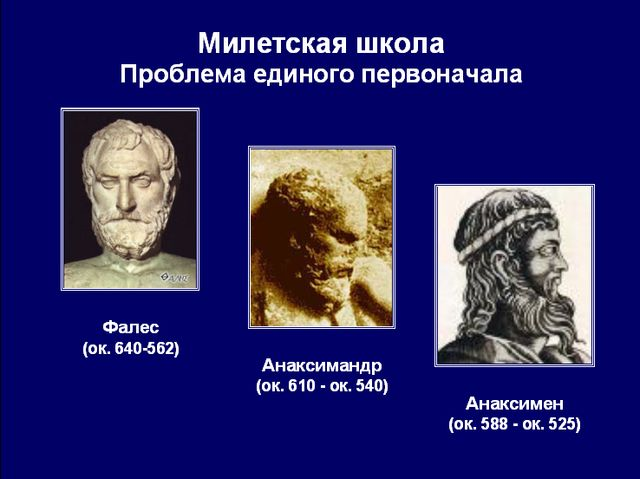 Милетская школа
Проблема единого первоначала
ΘΑΛΗΣ
Фалес
(ок. 640-562)
Анаксимандр
(ок. 610 - ок. 540)
Анаксимен
(ок. 588 - ок. 525)